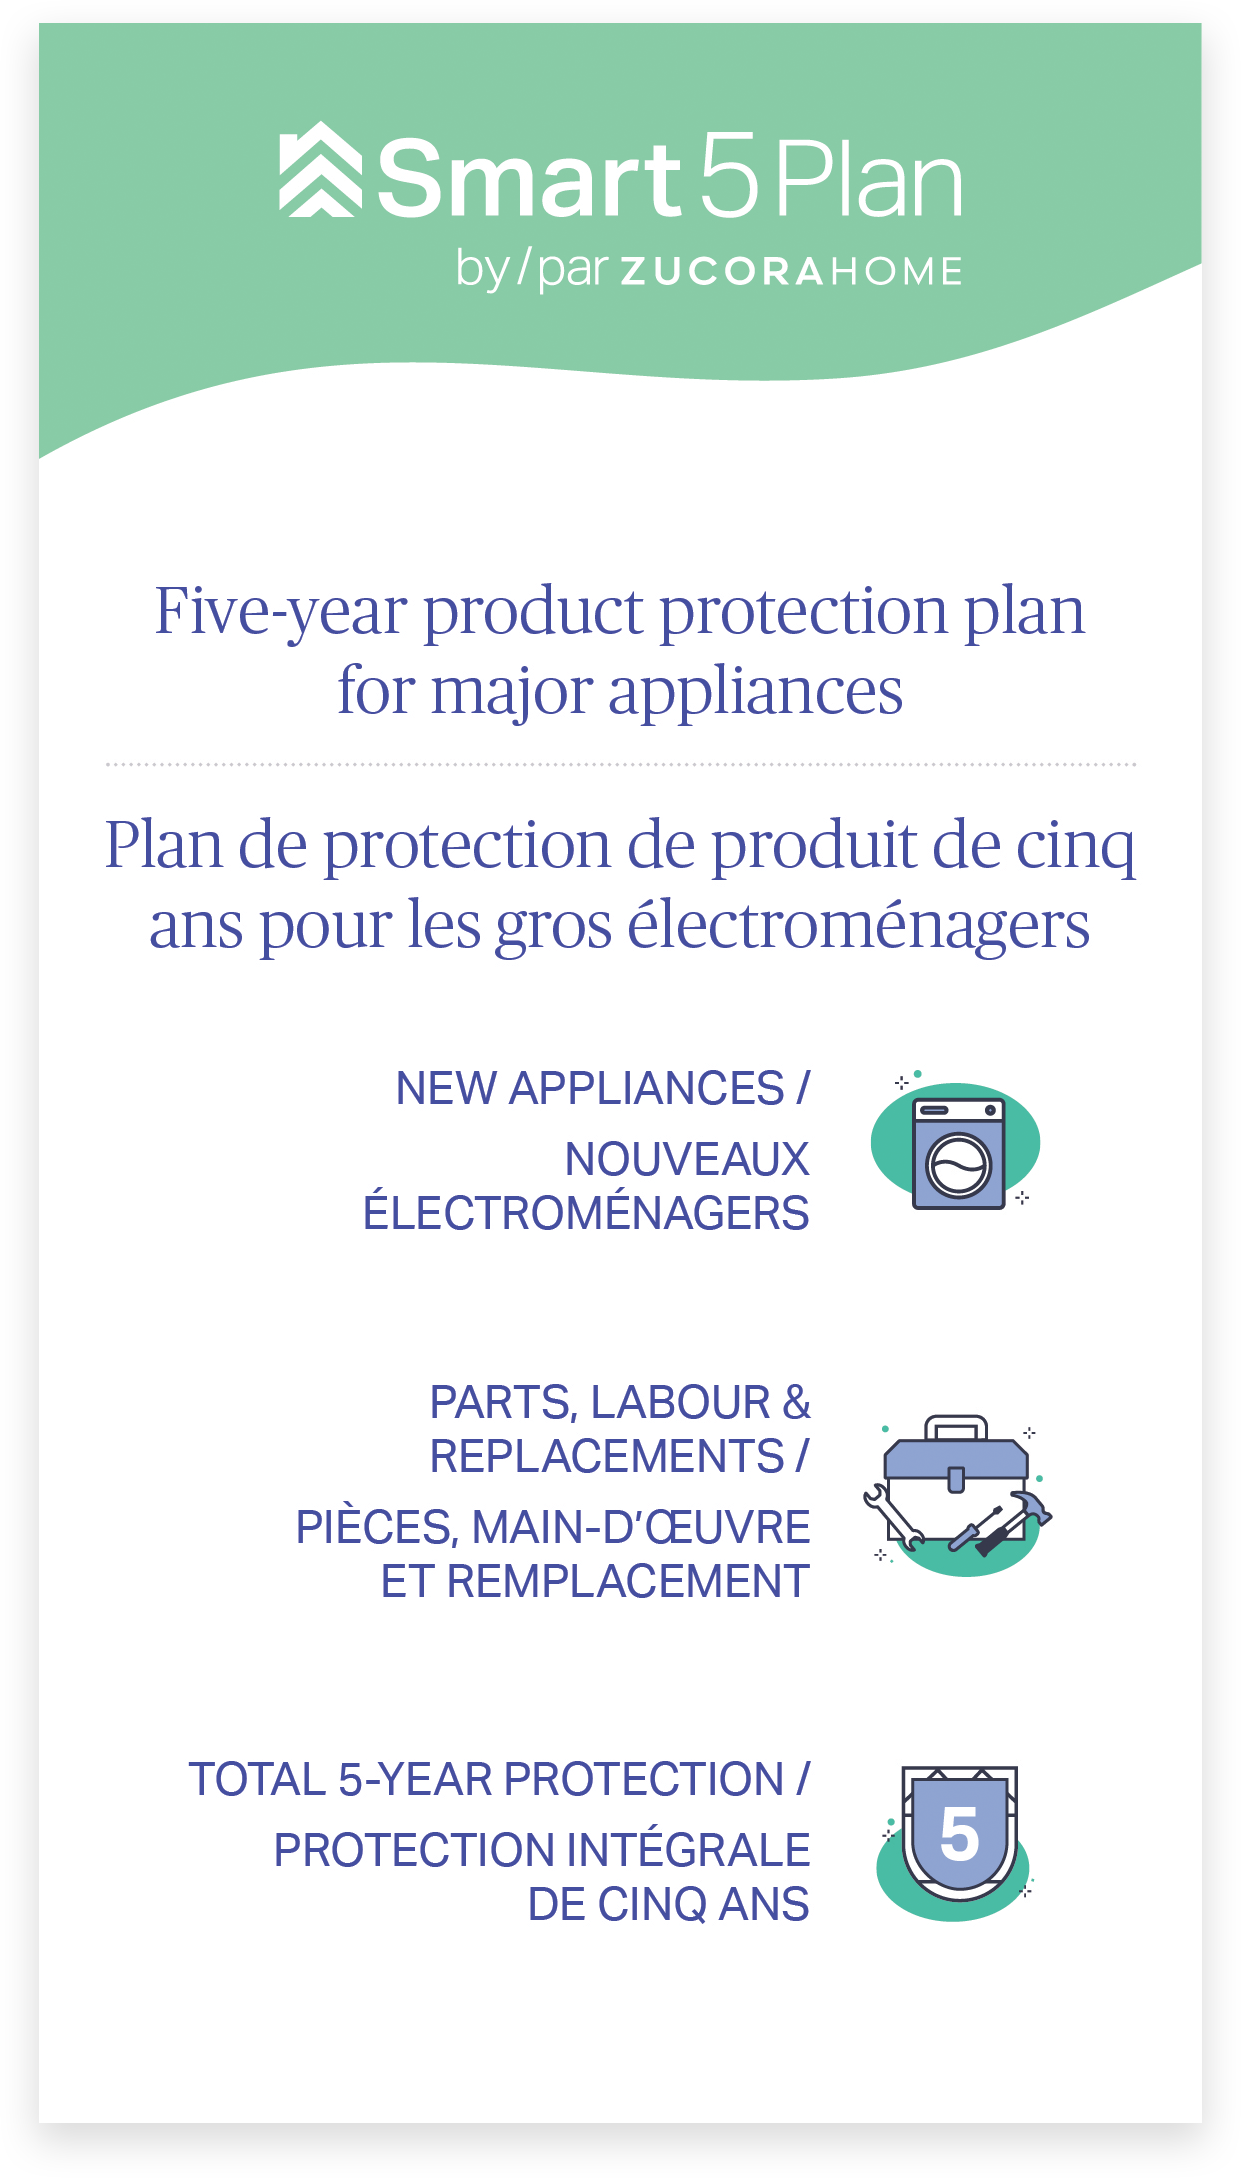 Smart 5 Plan
by/par ZUCORAHOME
Five-year product protection plan
for major appliances
Plan de protection de produit de cinq
ans pour les gros électroménagers
NEW APPLIANCES /
NOUVEAUX
ÉLECTROMÉNAGERS
PARTS, LABOUR &
REPLACEMENTS /
PIÈCES, MAIN-D'ŒUVRE
ET REMPLACEMENT
TOTAL 5-YEAR PROTECTION /
PROTECTION INTÉGRALE
DE CINQ ANS
5